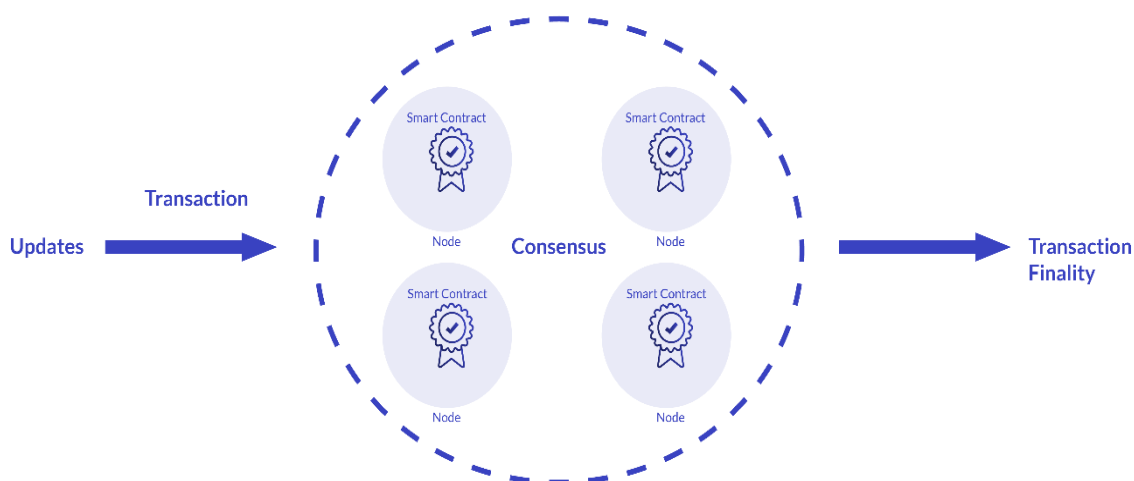 Smart Contract
Smart Contract
Transaction
Updates
Node
Consensus
Node
Transaction
Finality
Smart Contract
Smart Contract
Node
Node